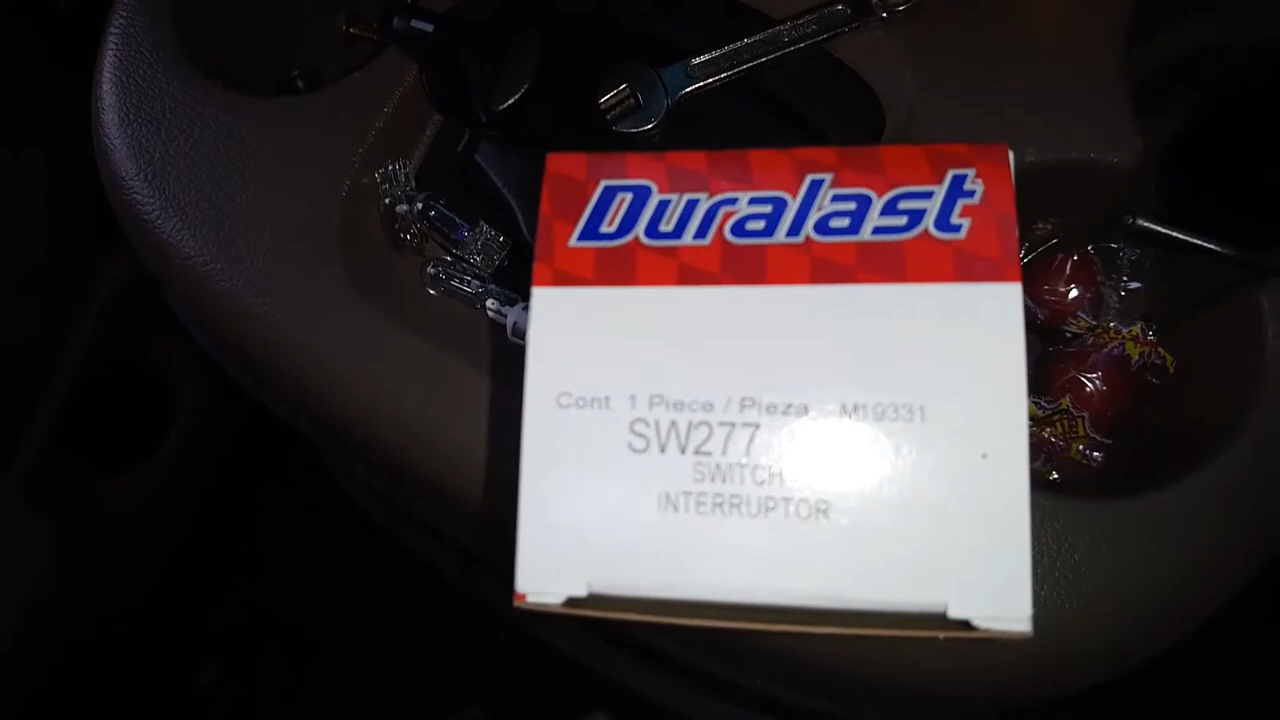 Duralast
Cont. 1 Piece / Pieza M19331
SW277
SWITCH
INTERRUPTOR